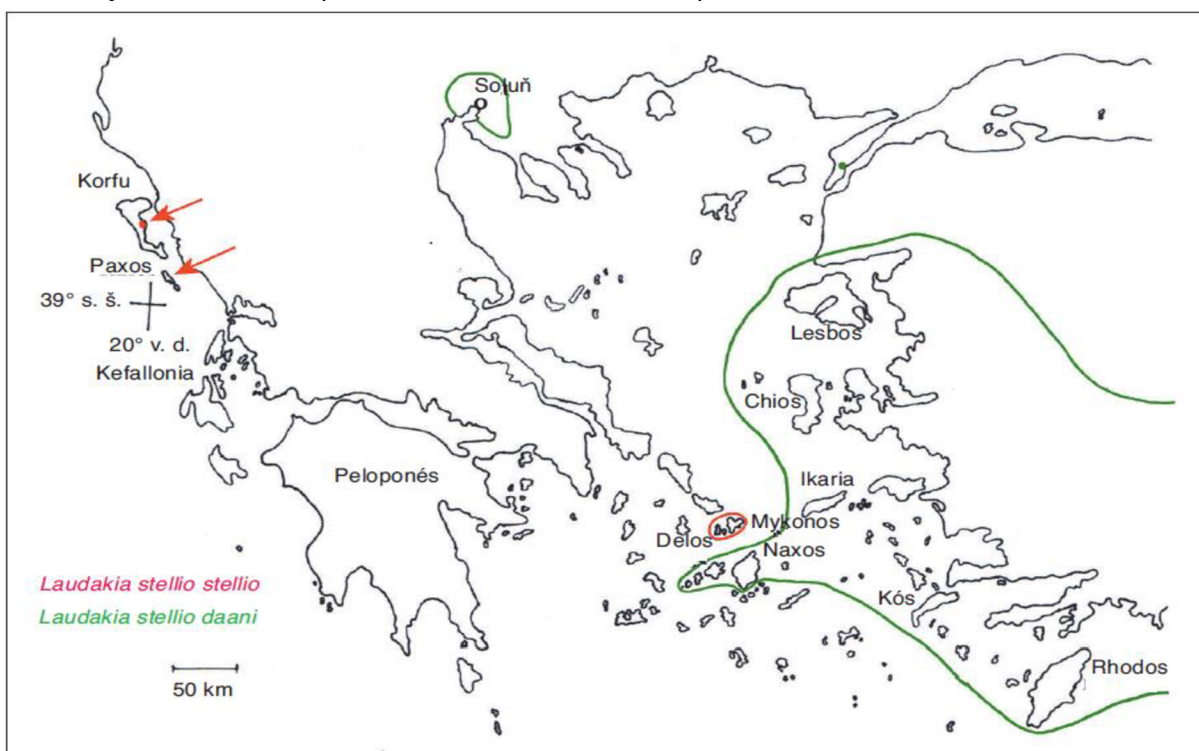 Soluň
Korfu
Paxos
39° s. š.
20° v. d.
Kefallonia
Lesbos
Chios
Peloponés
Ikaria
Mykonos
Délos
Naxos
Kós
Rhodos
Laudakia stellio stellio
Laudakia stellio daani
50 km